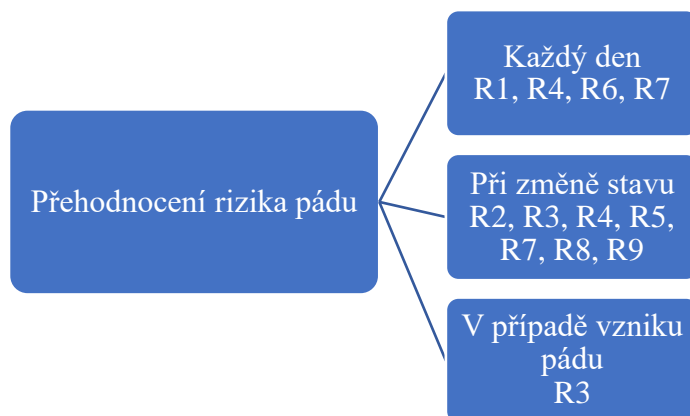 Přehodnocení rizika pádu
Každý den
R1, R4, R6, R7
Při změně stavu
R2, R3, R4, R5,
R7, R8, R9
V případě vzniku
pádu
R3